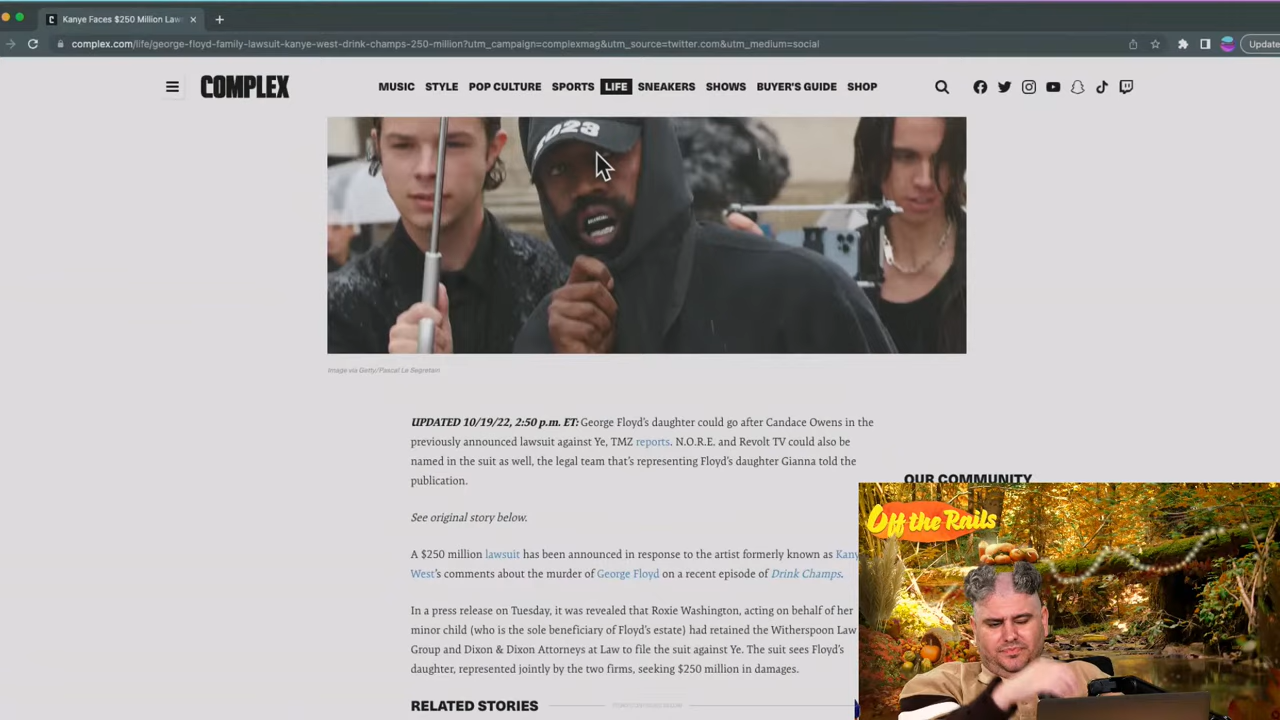 Kanye Faces $250 Million Law
complex.com/life/george-floyd-family-lawsuit-kanye-west-drink-champs-250-million?utm_campaign=complexmag&utm_source=twitter.com&utm_medium=social
Update
COMPLEX
MUSIC STYLE POP CULTURE SPORTS LIFE SNEAKERS SHOWS BUYER'S GUIDE SHOP
2023
Image via Getty/Pascal Le Segretain
UPDATED 10/19/22, 2:50 p.m. ET: George Floyd's daughter could go after Candace Owens in the
previously announced lawsuit against Ye, TMZ reports. N.O.R.E. and Revolt TV could also be
named in the suit as well, the legal team that's representing Floyd's daughter Gianna told the
publication.
See original story below.
A $250 million lawsuit has been announced in response to the artist formerly known as Kany
West's comments about the murder of George Floyd on a recent episode of Drink Champs.
In a press release on Tuesday, it was revealed that Roxie Washington, acting on behalf of her
minor child (who is the sole beneficiary of Floyd's estate) had retained the Witherspoon Law
Group and Dixon & Dixon Attorneys at Law to file the suit against Ye. The suit sees Floyd's
daughter, represented jointly by the two firms, seeking $250 million in damages.
RELATED STORIES
OUR COMMUNITY
Off the Rails